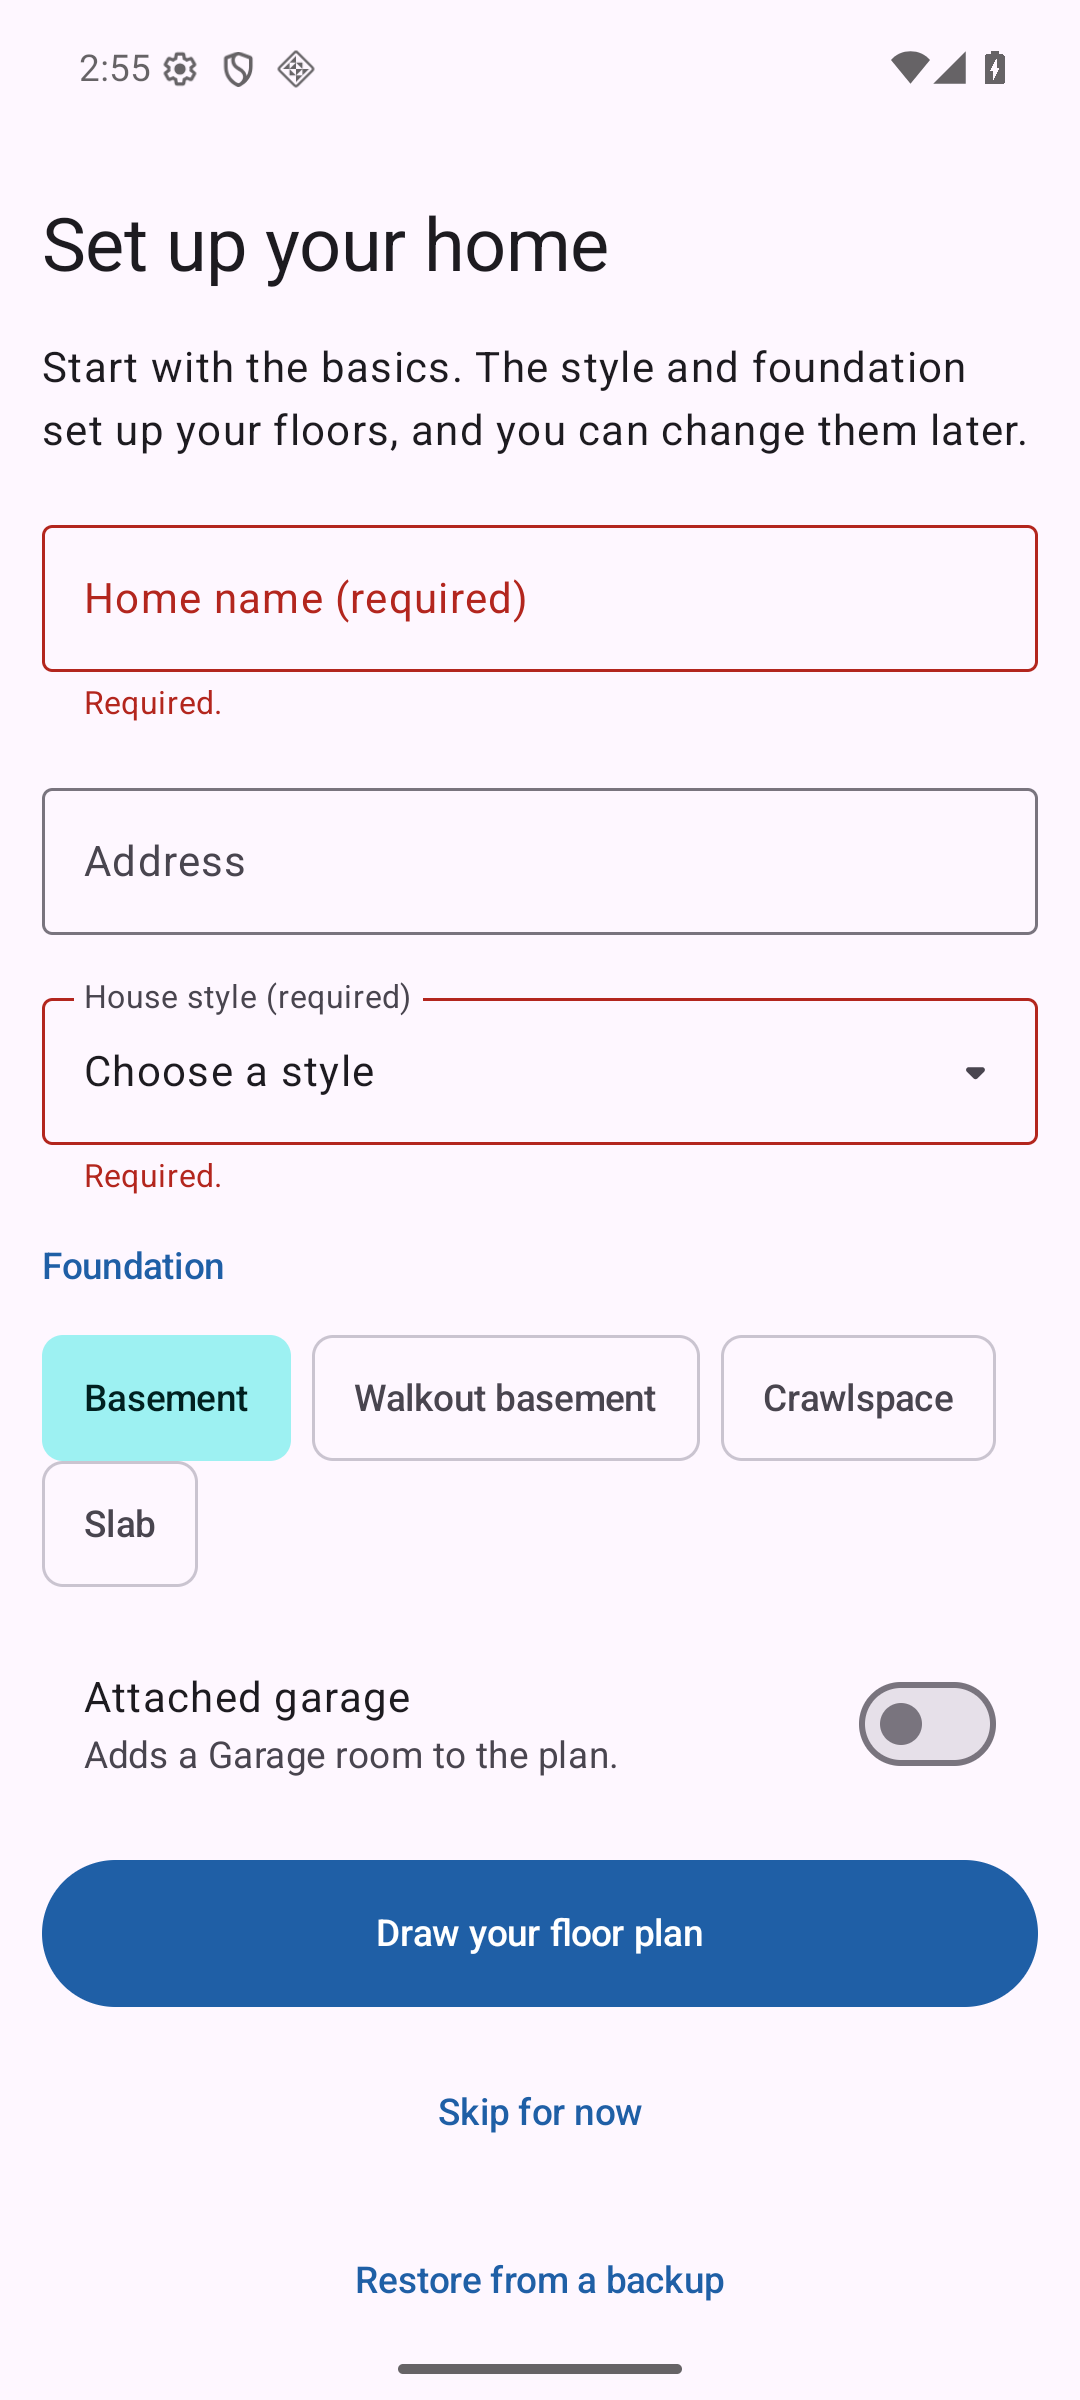 2:55
Set up your home
Start with the basics. The style and foundation
set up your floors, and you can change them later.
Home name (required)
Required.
Address
House style (required)
Choose a style
Required.
Foundation
Basement
Walkout basement
Crawlspace
Slab
Attached garage
Adds a Garage room to the plan.
Draw your floor plan
Skip for now
Restore from a backup